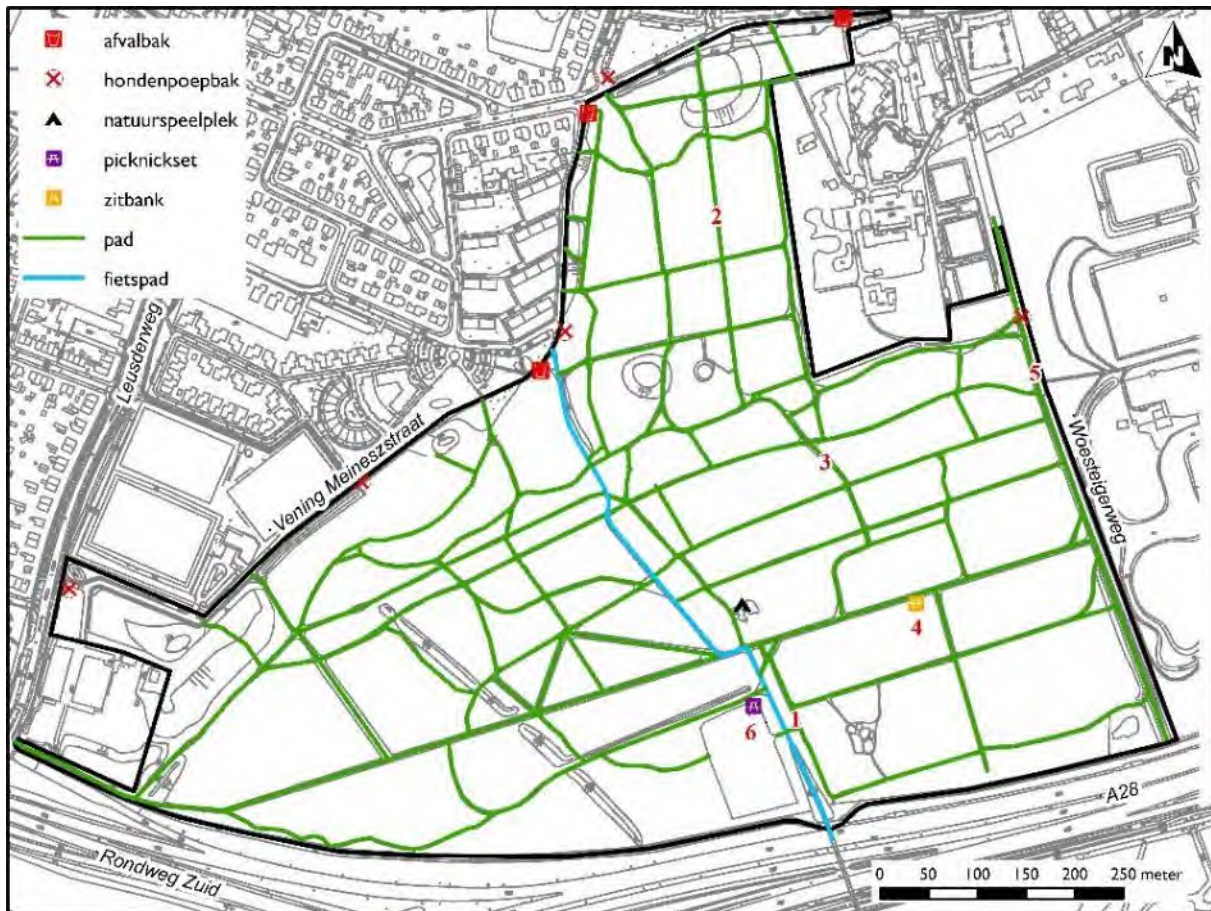 afvalbak
hondenpoepbak
natuurspeelplek
picknickset
zitbank
pad
fietspad
N
2
Leusderweg
5
3
Woesteigerweg
Vening Meineszstraat
4
1
6
A28
Rondweg Zuid
0 50 100 150 200 250 meter